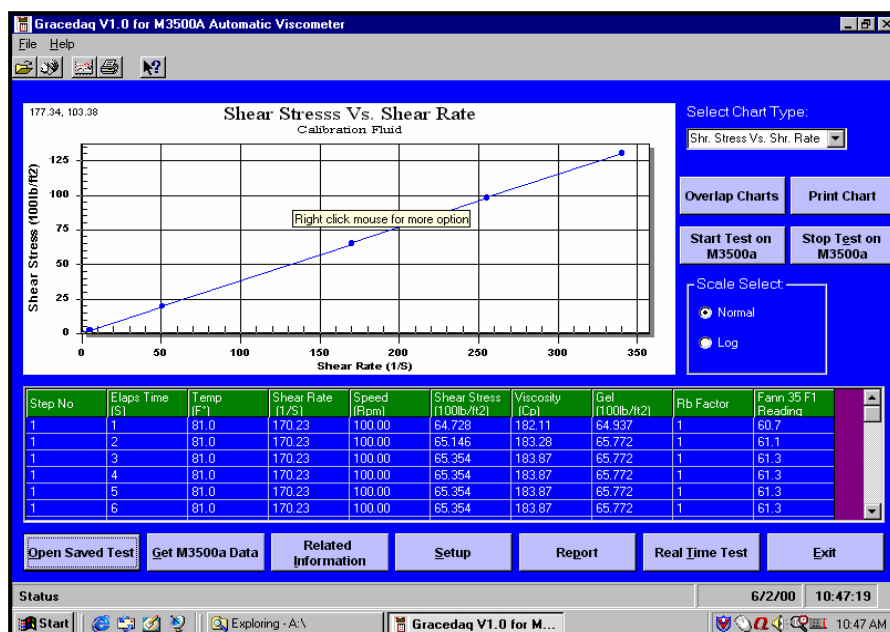 Gracedaq V1.0 for M3500A Automatic Viscometer
File Help
177.34, 103.38
Shear Stresss Vs. Shear Rate
Calibration Fluid
Select Chart Type:
Shr. Stress Vs. Shr. Rate
Shear Stress (100lb/ft2)
125
100
75
50
25
0
0 50 100 150 200 250 300 350
Shear Rate (1/S)
Right click mouse for more option
Overlap Charts Print Chart
Start Test on M3500a
Stop Test on M3500a
Scale Select:
Normal
Log
Step No Elaps Time (S) Temp (F°) Shear Rate (1/S) Speed (Rpm) Shear Stress (100lb/ft2) Viscosity (Cp) Gel (100lb/ft2) Rb Factor Fann 35 F1 Reading
1 1 81.0 170.23 100.00 64.728 182.11 64.937 1 60.7
1 2 81.0 170.23 100.00 65.146 183.28 65.772 1 61.1
1 3 81.0 170.23 100.00 65.354 183.87 65.772 1 61.3
1 4 81.0 170.23 100.00 65.354 183.87 65.772 1 61.3
1 5 81.0 170.23 100.00 65.354 183.87 65.772 1 61.3
1 6 81.0 170.23 100.00 65.354 183.87 65.772 1 61.3
Open Saved Test Get M3500a Data Related Information Setup Report Real Time Test Exit
Status 6/2/00 10:47:19
Start Exploring - A:\ Gracedaq V1.0 for M... 10:47 AM